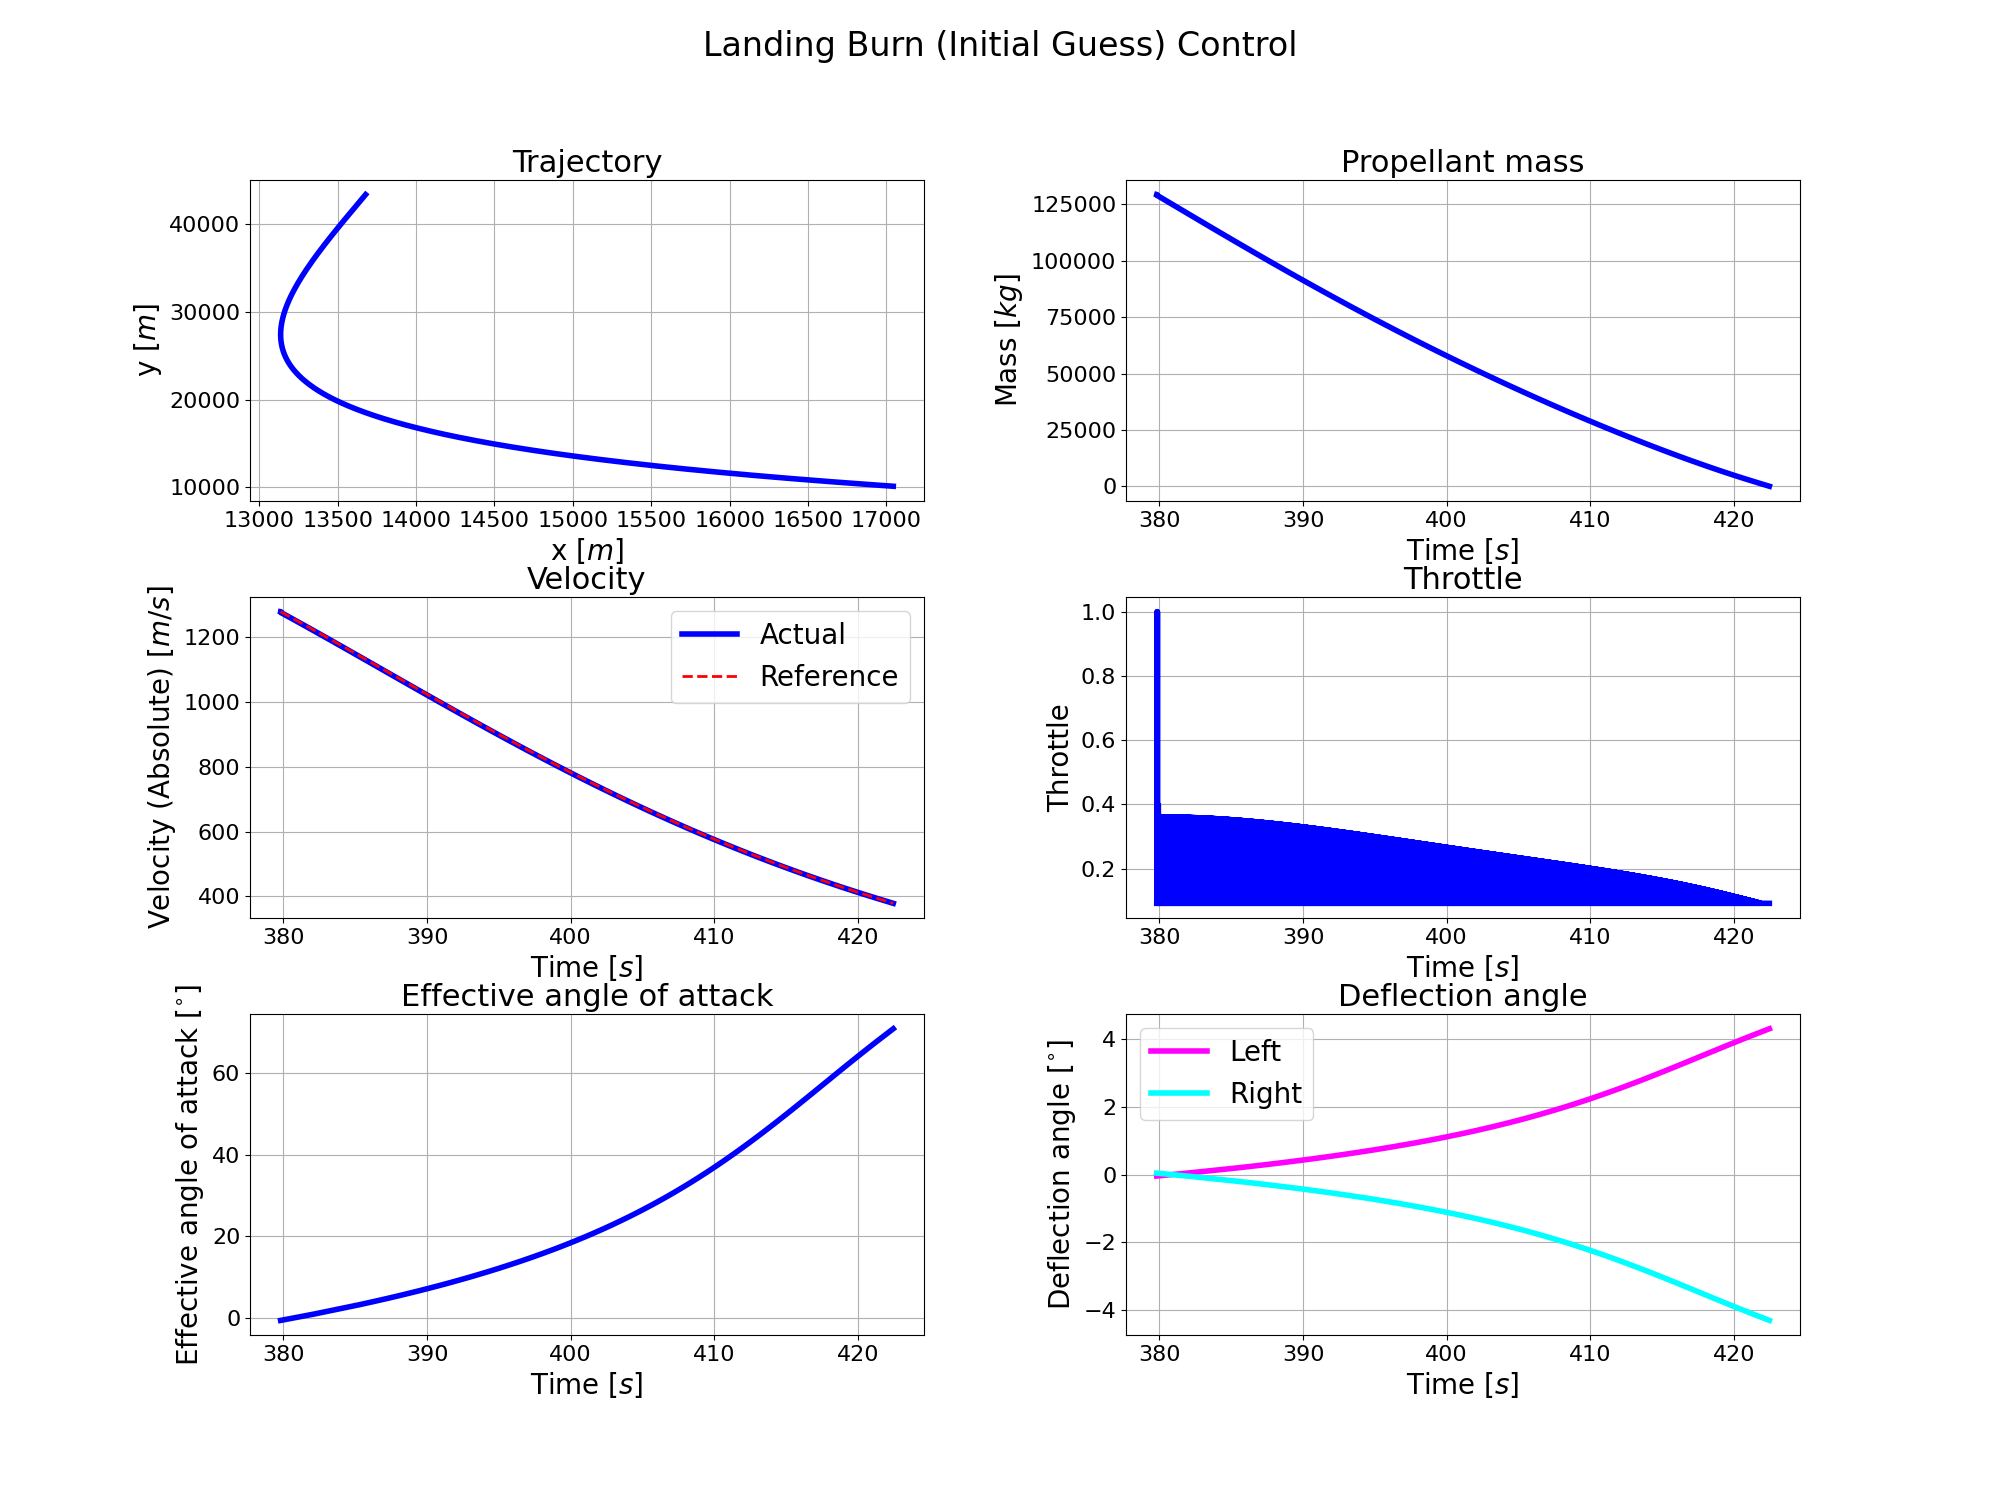 Landing Burn (Initial Guess) Control
Trajectory
y [m]
40000
30000
20000
10000
13000 13500 14000 14500 15000 15500 16000 16500 17000
x [m]
Propellant mass
Mass [kg]
125000
100000
75000
50000
25000
0
380 390 400 410 420
Time [s]
Velocity
Velocity (Absolute) [m/s]
1200
1000
800
600
400
Actual
Reference
380 390 400 410 420
Time [s]
Throttle
Throttle
1.0
0.8
0.6
0.4
0.2
380 390 400 410 420
Time [s]
Effective angle of attack
Effective angle of attack [°]
60
40
20
0
380 390 400 410 420
Time [s]
Deflection angle
Deflection angle [°]
4
2
0
−2
−4
Left
Right
380 390 400 410 420
Time [s]